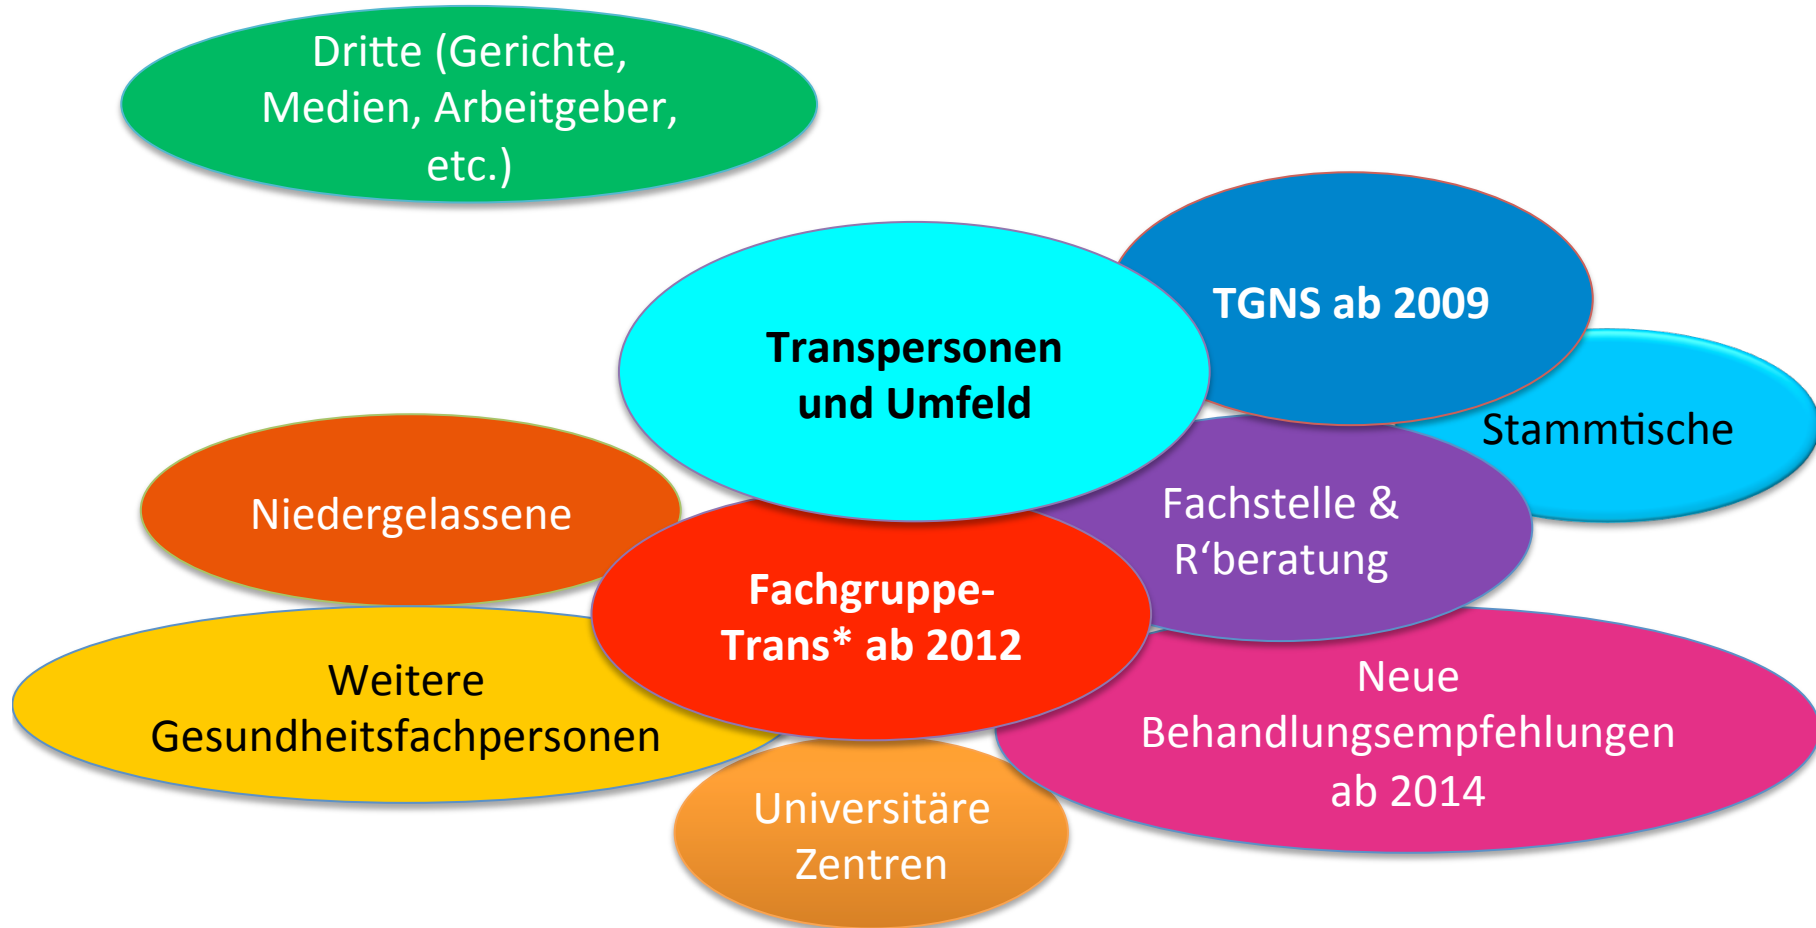 Dritte (Gerichte,
Medien, Arbeitgeber,
etc.)
TGNS ab 2009
Transpersonen
und Umfeld
Stammtische
Niedergelassene
Fachstelle &
R‘beratung
Fachgruppe-
Trans* ab 2012
Weitere
Gesundheitsfachpersonen
Neue
Behandlungsempfehlungen
ab 2014
Universitäre
Zentren